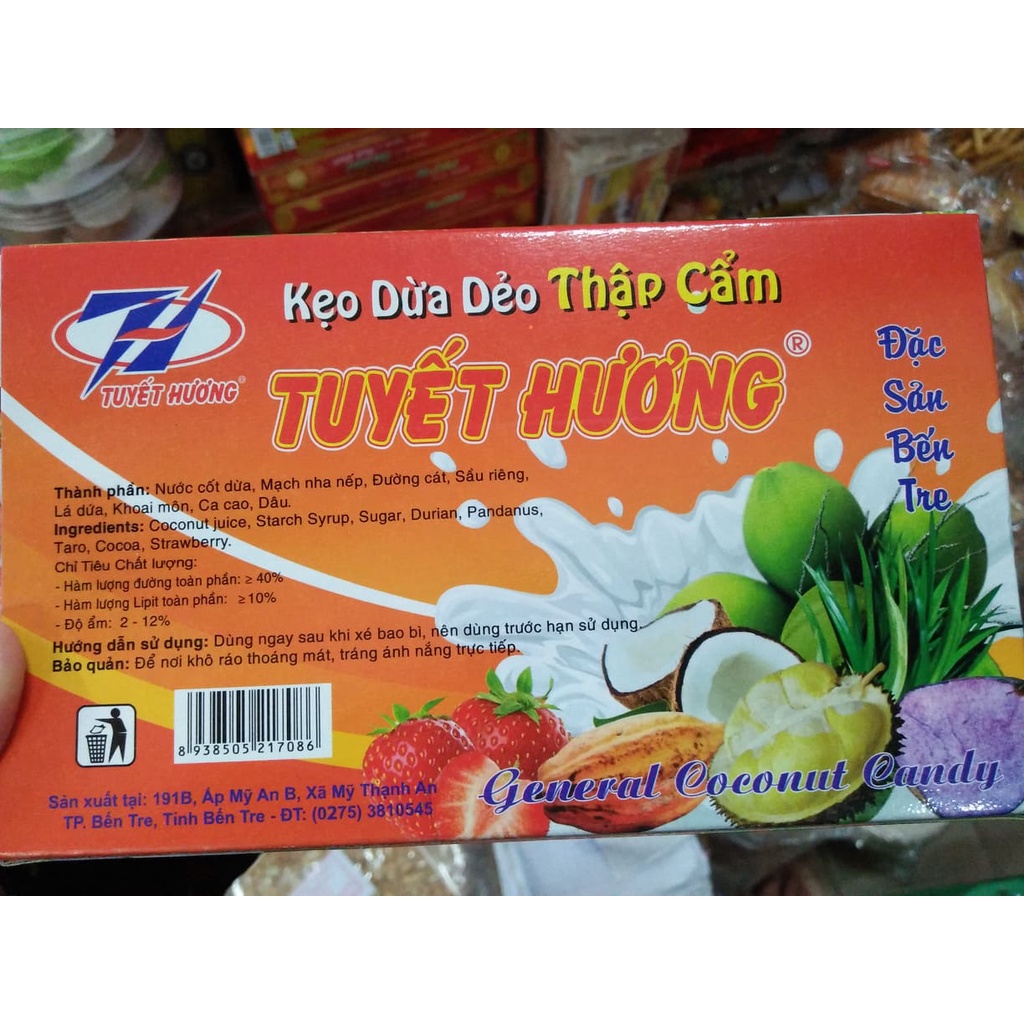 TUYẾT HƯƠNG®
Kẹo Dừa Dẻo Thập Cẩm
TUYẾT HƯƠNG®
Đặc
Sản
Bến
Tre
Thành phần: Nước cốt dừa, Mạch nha nếp, Đường cát, Sầu riêng,
Lá dứa, Khoai môn, Ca cao, Dâu.
Ingredients: Coconut juice, Starch Syrup, Sugar, Durian, Pandanus,
Taro, Cocoa, Strawberry.
Chỉ Tiêu Chất lượng:
- Hàm lượng đường toàn phần: ≥ 40%
- Hàm lượng Lipit toàn phần: ≥10%
- Độ ẩm: 2 - 12%
Hướng dẫn sử dụng: Dùng ngay sau khi xé bao bì, nên dùng trước hạn sử dụng.
Bảo quản: Để nơi khô ráo thoáng mát, tráng ánh nắng trực tiếp.
8 938505 217086
General Coconut Candy
Sản xuất tại: 191B, Ấp Mỹ An B, Xã Mỹ Thạnh An
TP. Bến Tre, Tỉnh Bến Tre - ĐT: (0275) 3810545